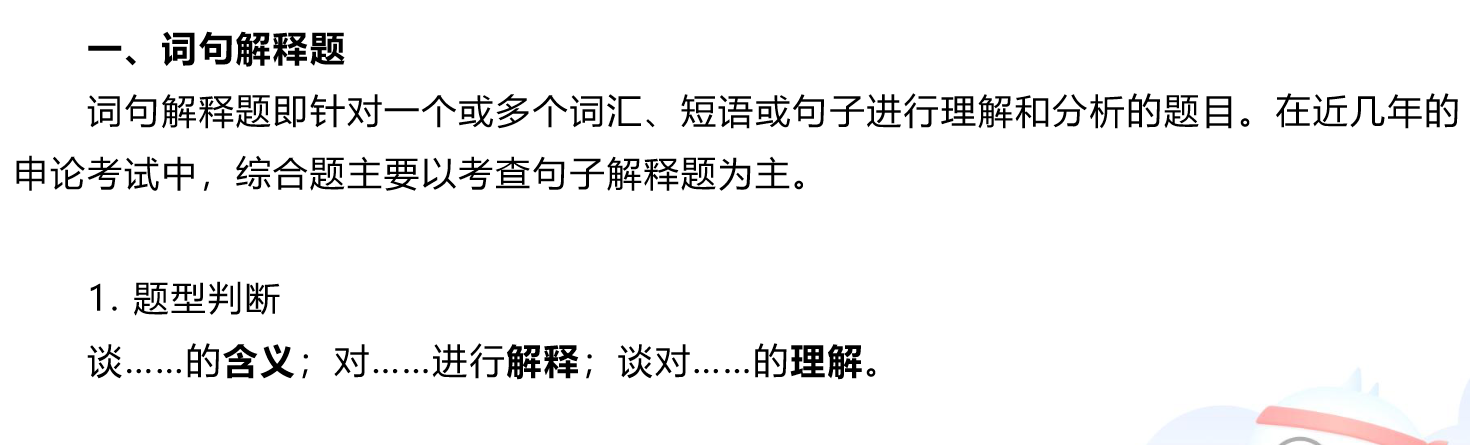 一、词句解释题
词句解释题即针对一个或多个词汇、短语或句子进行理解和分析的题目。在近几年的
申论考试中，综合题主要以考查句子解释题为主。
1. 题型判断
谈……的含义；对……进行解释；谈对……的理解。